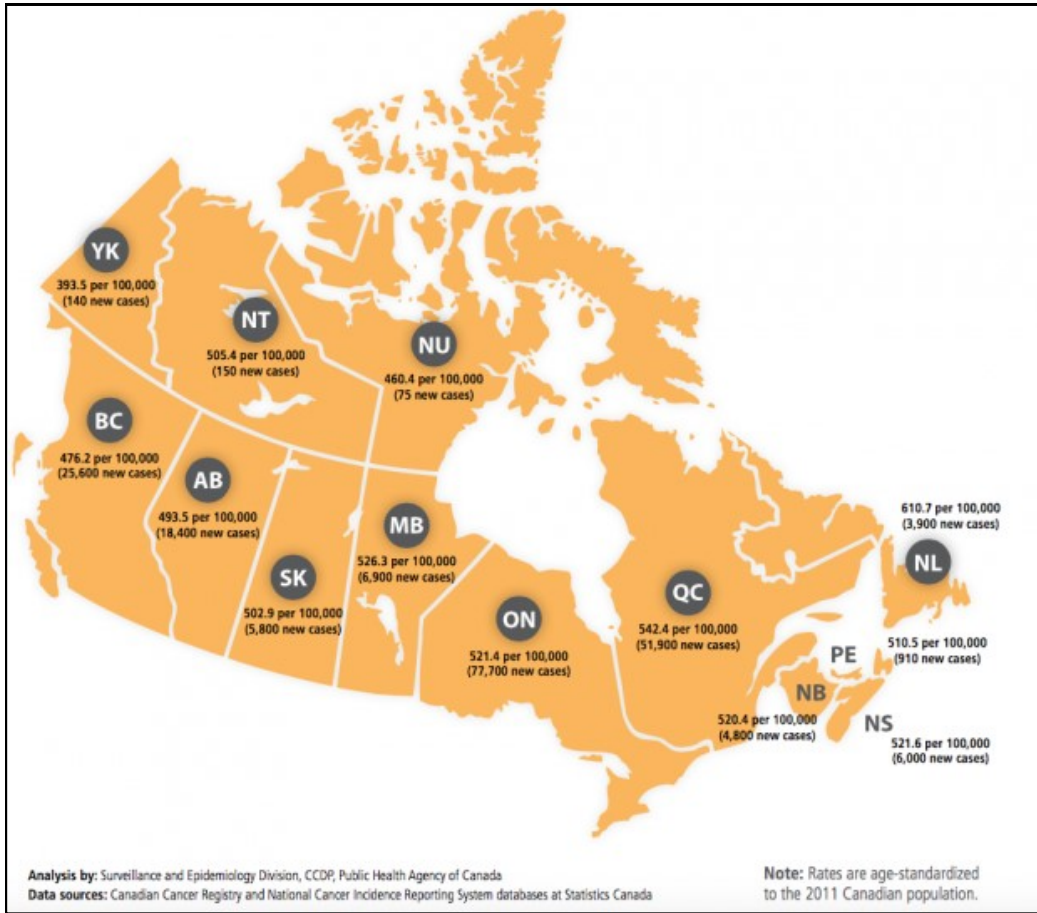 YK
393.5 per 100,000
(140 new cases)
NT
505.4 per 100,000
(150 new cases)
NU
460.4 per 100,000
(75 new cases)
BC
476.2 per 100,000
(25,600 new cases)
AB
493.5 per 100,000
(18,400 new cases)
SK
502.9 per 100,000
(5,800 new cases)
MB
526.3 per 100,000
(6,900 new cases)
ON
521.4 per 100,000
(77,700 new cases)
QC
542.4 per 100,000
(51,900 new cases)
610.7 per 100,000
(3,900 new cases)
NL
PE
510.5 per 100,000
(910 new cases)
NB
520.4 per 100,000
(4,800 new cases)
NS
521.6 per 100,000
(6,000 new cases)
Analysis by: Surveillance and Epidemiology Division, CCDP, Public Health Agency of Canada
Data sources: Canadian Cancer Registry and National Cancer Incidence Reporting System databases at Statistics Canada
Note: Rates are age-standardized
to the 2011 Canadian population.